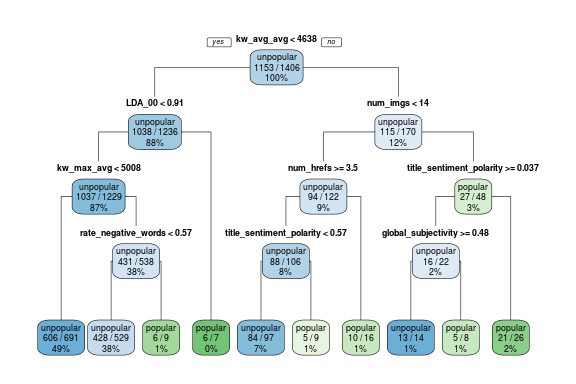 yes kw_avg_avg < 4638 no
unpopular
1153 / 1406
100%
LDA_00 < 0.91
num_imgs < 14
unpopular
1038 / 1236
88%
unpopular
115 / 170
12%
kw_max_avg < 5008
num_hrefs >= 3.5
title_sentiment_polarity >= 0.037
unpopular
1037 / 1229
87%
unpopular
94 / 122
9%
popular
27 / 48
3%
rate_negative_words < 0.57
title_sentiment_polarity < 0.57
global_subjectivity >= 0.48
unpopular
431 / 538
38%
unpopular
88 / 106
8%
unpopular
16 / 22
2%
unpopular
606 / 691
49%
unpopular
428 / 529
38%
popular
6 / 9
1%
popular
6 / 7
0%
unpopular
84 / 97
7%
popular
5 / 9
1%
popular
10 / 16
1%
unpopular
13 / 14
1%
popular
5 / 8
1%
popular
21 / 26
2%